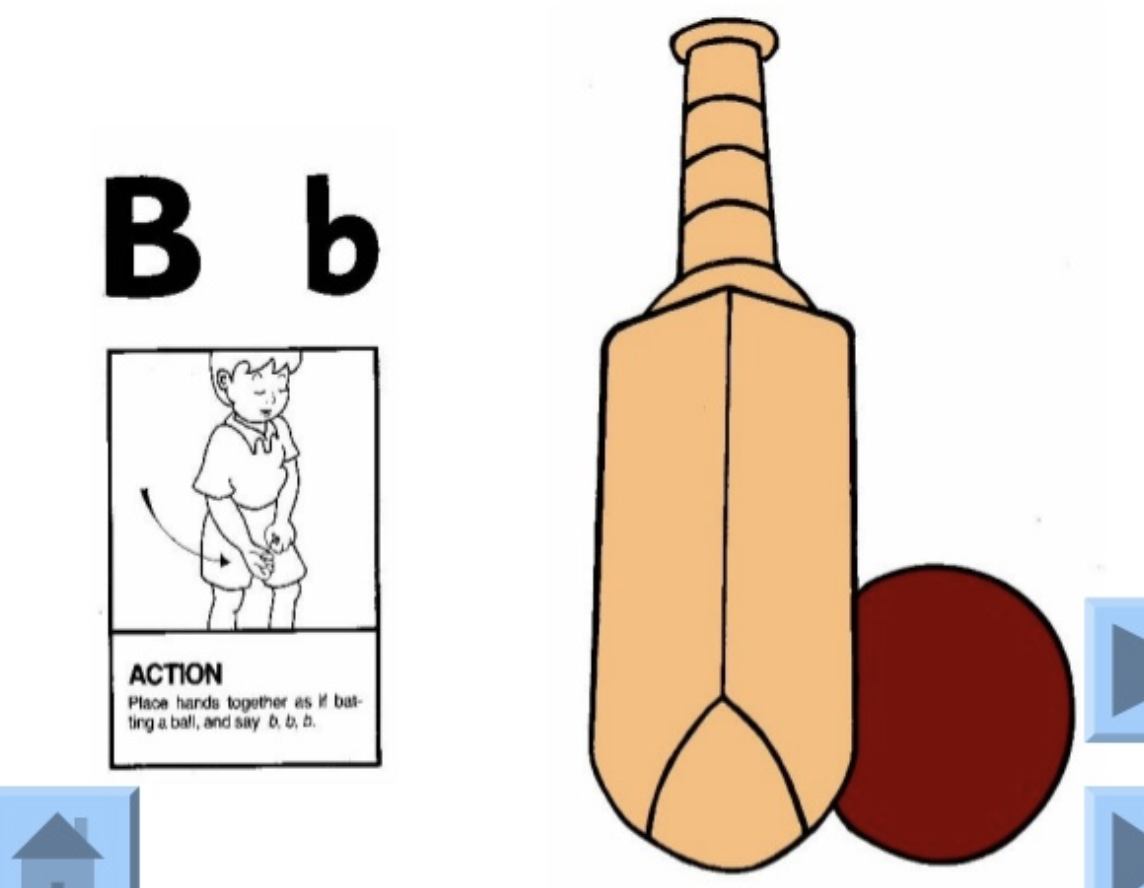 B b
ACTION
Place hands together as if bat-
ting a ball, and say b, b, b.